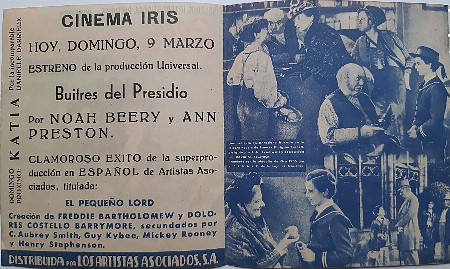 CINEMA IRIS
HOY, DOMINGO, 9 MARZO
ESTRENO de la producción Universal.
Buitres del Presidio
Por NOAH BEERY y ANN
PRESTON.
CLAMOROSO EXITO de la superpro-
ducción en ESPAÑOL de Artistas Aso-
ciados, titulada:
EL PEQUEÑO LORD
Creación de FREDDIE BARTHOLOMEW y DOLO-
RES COSTELLO BARRYMORE, secundados por
C. Aubrey Smith, Guy Kybee, Mickey Rooney
y Henry Stephenson.
DISTRIBUIDA POR LOS ARTISTAS ASOCIADOS, S.A.
DOMINGO
PROXIMO
KATIA
Por la incomparable
DANIELLE DARRIEUX